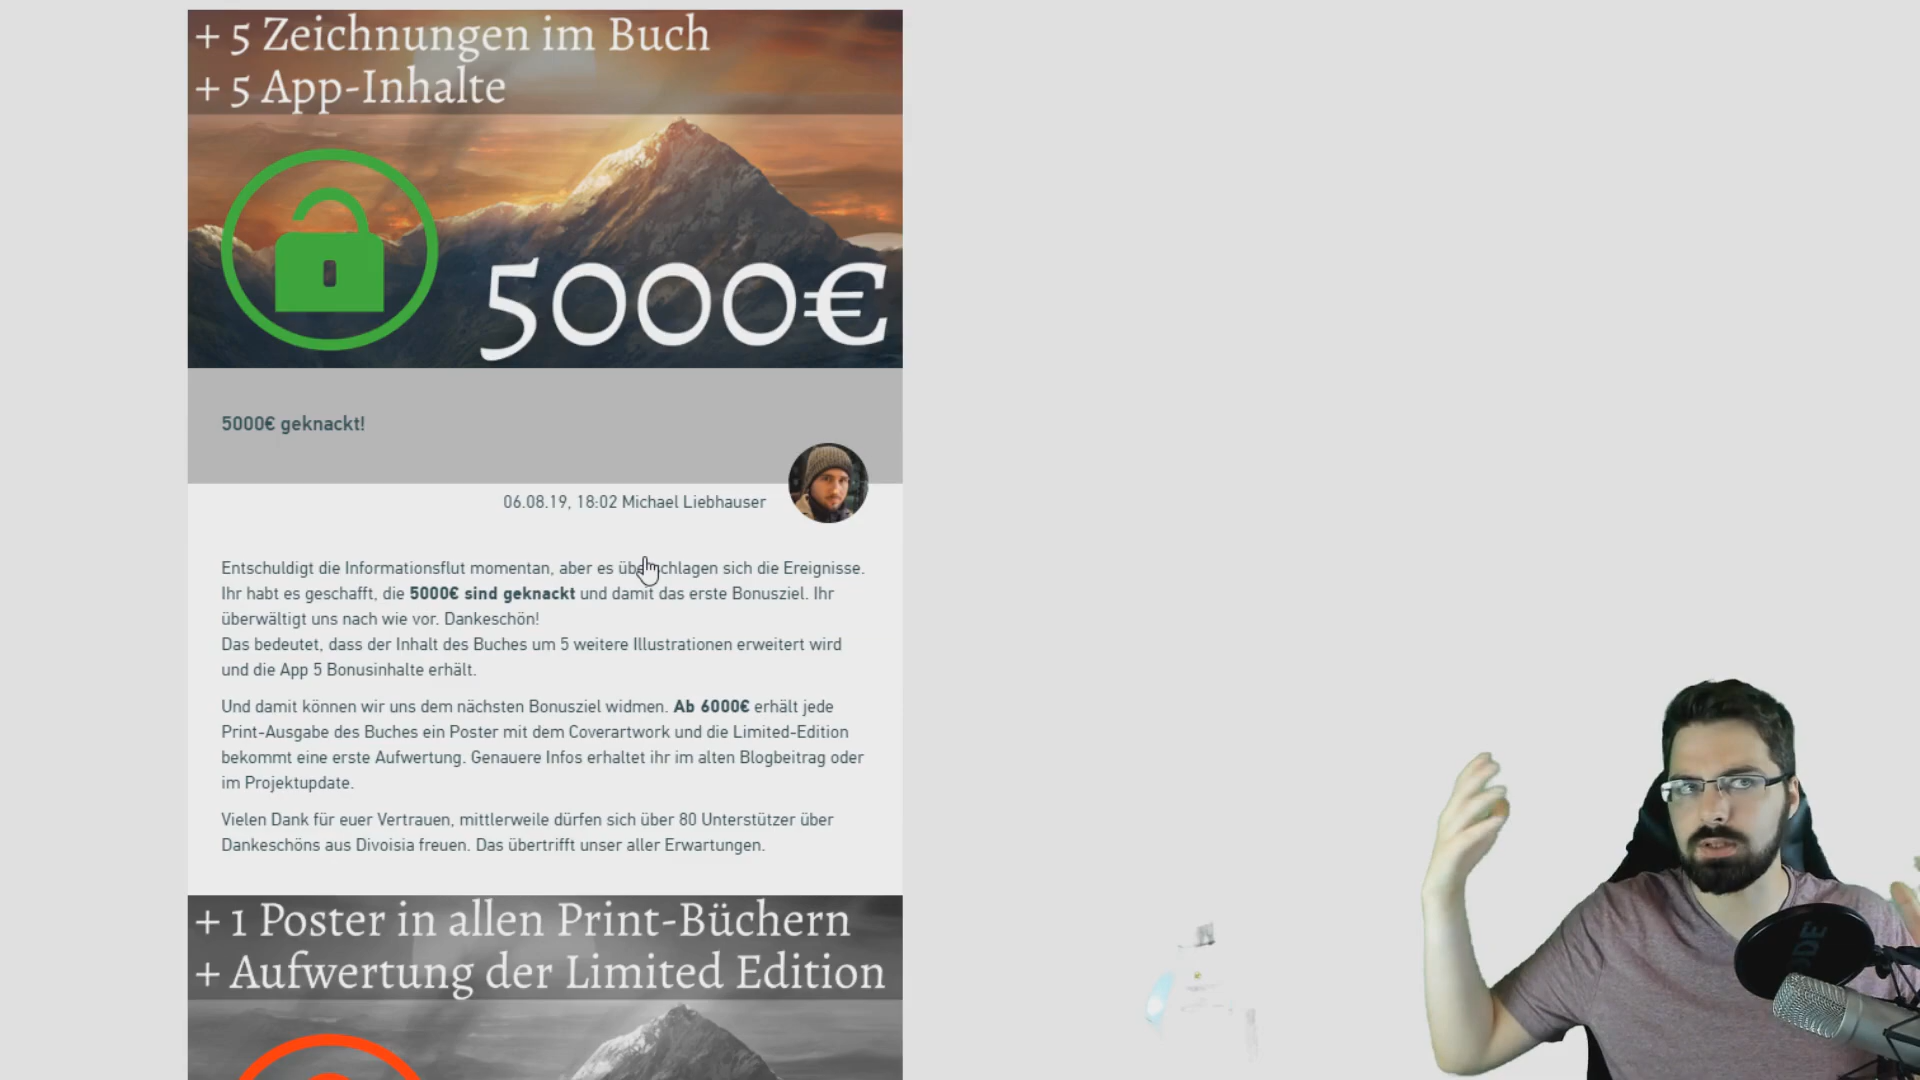 + 5 Zeichnungen im Buch
+ 5 App-Inhalte
5000€
5000€ geknackt!
06.08.19, 18:02 Michael Liebhauser
Entschuldigt die Informationsflut momentan, aber es überschlagen sich die Ereignisse.
Ihr habt es geschafft, die 5000€ sind geknackt und damit das erste Bonusziel. Ihr
überwältigt uns nach wie vor. Dankeschön!
Das bedeutet, dass der Inhalt des Buches um 5 weitere Illustrationen erweitert wird
und die App 5 Bonusinhalte erhält.
Und damit können wir uns dem nächsten Bonusziel widmen. Ab 6000€ erhält jede
Print-Ausgabe des Buches ein Poster mit dem Coverartwork und die Limited-Edition
bekommt eine erste Aufwertung. Genauere Infos erhaltet ihr im alten Blogbeitrag oder
im Projektupdate.
Vielen Dank für euer Vertrauen, mittlerweile dürfen sich über 80 Unterstützer über
Dankeschöns aus Divoisia freuen. Das übertrifft unser aller Erwartungen.
+ 1 Poster in allen Print-Büchern
+ Aufwertung der Limited Edition